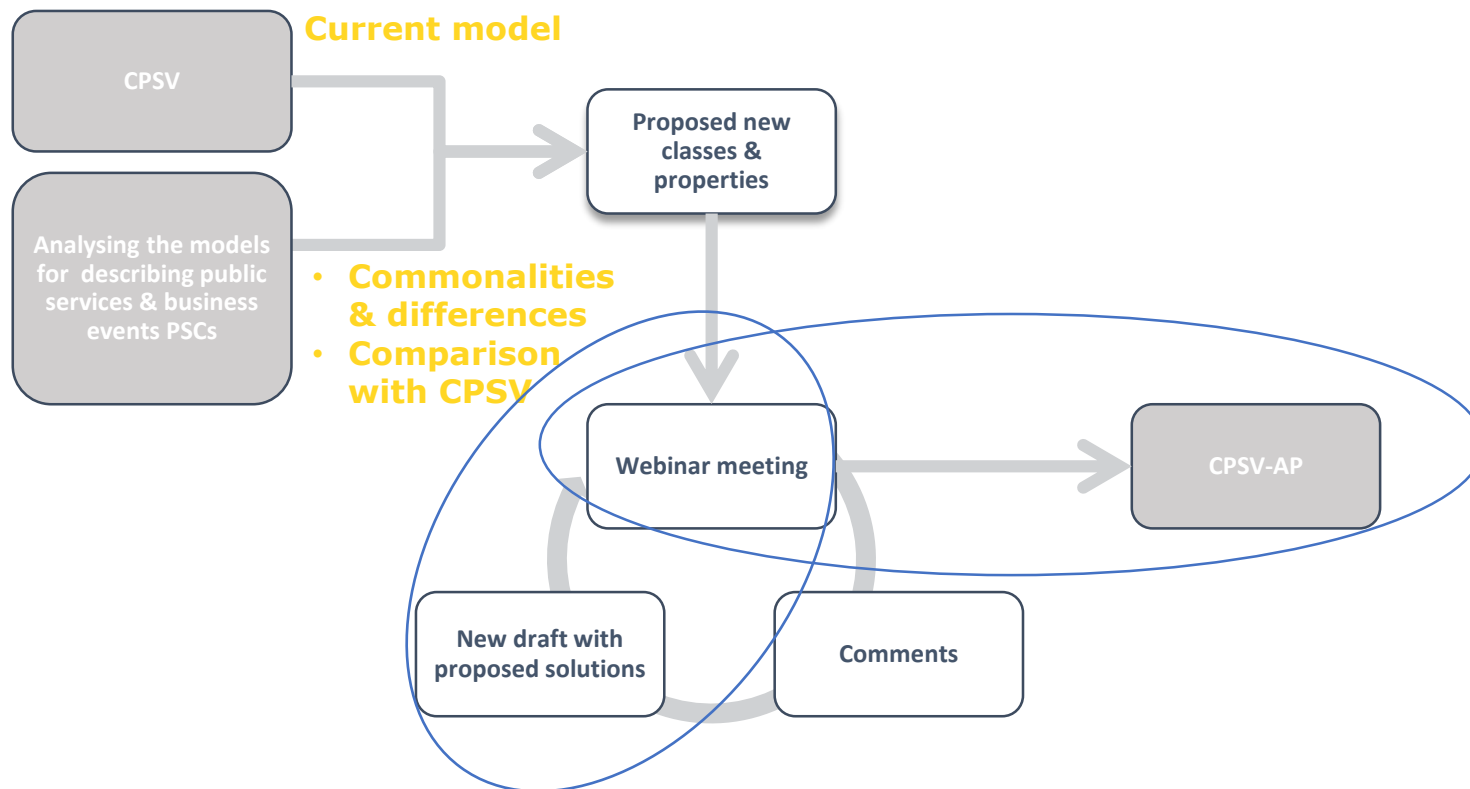 Current model
CPSV
Proposed new
classes &
properties
Analysing the models
for describing public
services & business
events PSCs
• Commonalities
& differences
• Comparison
with CPSV
Webinar meeting
CPSV-AP
New draft with
proposed solutions
Comments